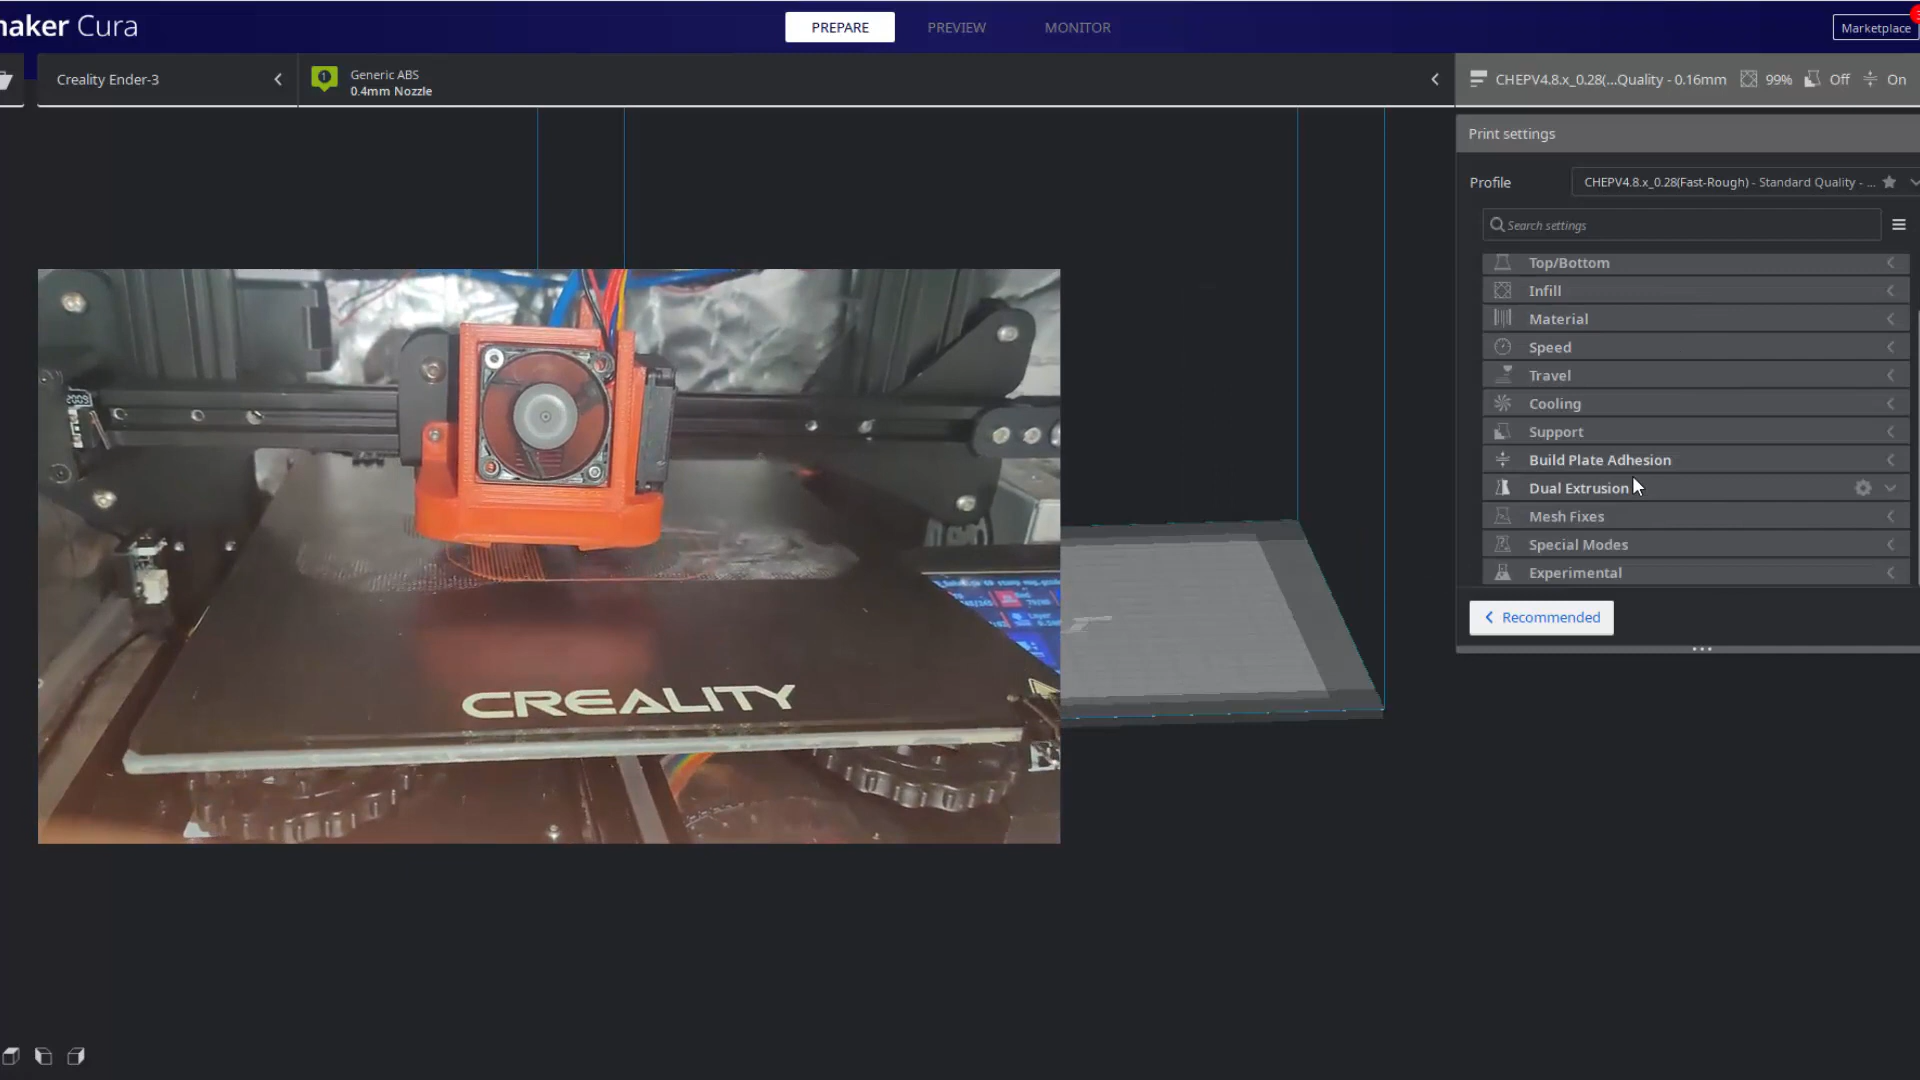 maker Cura
PREPARE
PREVIEW
MONITOR
Marketplace
Creality Ender-3
1
Generic ABS
0.4mm Nozzle
CHEPV4.8.x_0.28(...Quality - 0.16mm
99%
Off
On
Print settings
Profile
CHEPV4.8.x_0.28(Fast-Rough) - Standard Quality - ...
Search settings
Top/Bottom
Infill
Material
Speed
Travel
Cooling
Support
Build Plate Adhesion
Dual Extrusion
Mesh Fixes
Special Modes
Experimental
Recommended
CREALITY